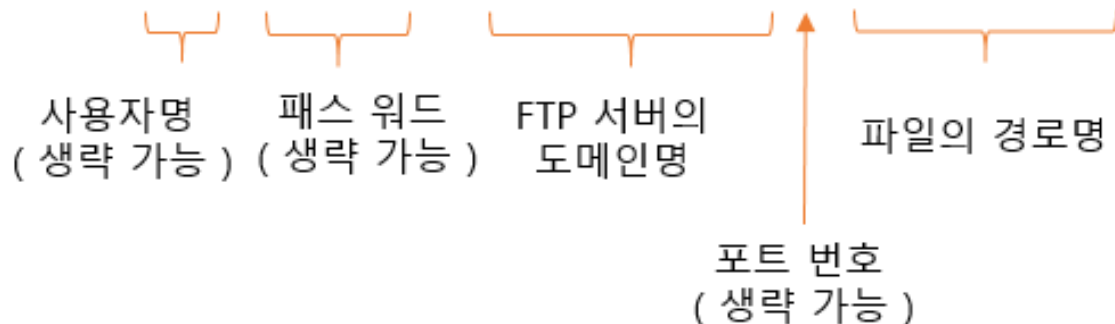 사용자명
( 생략 가능 )
패스 워드
( 생략 가능 )
FTP 서버의
도메인명
파일의 경로명
포트 번호
( 생략 가능 )